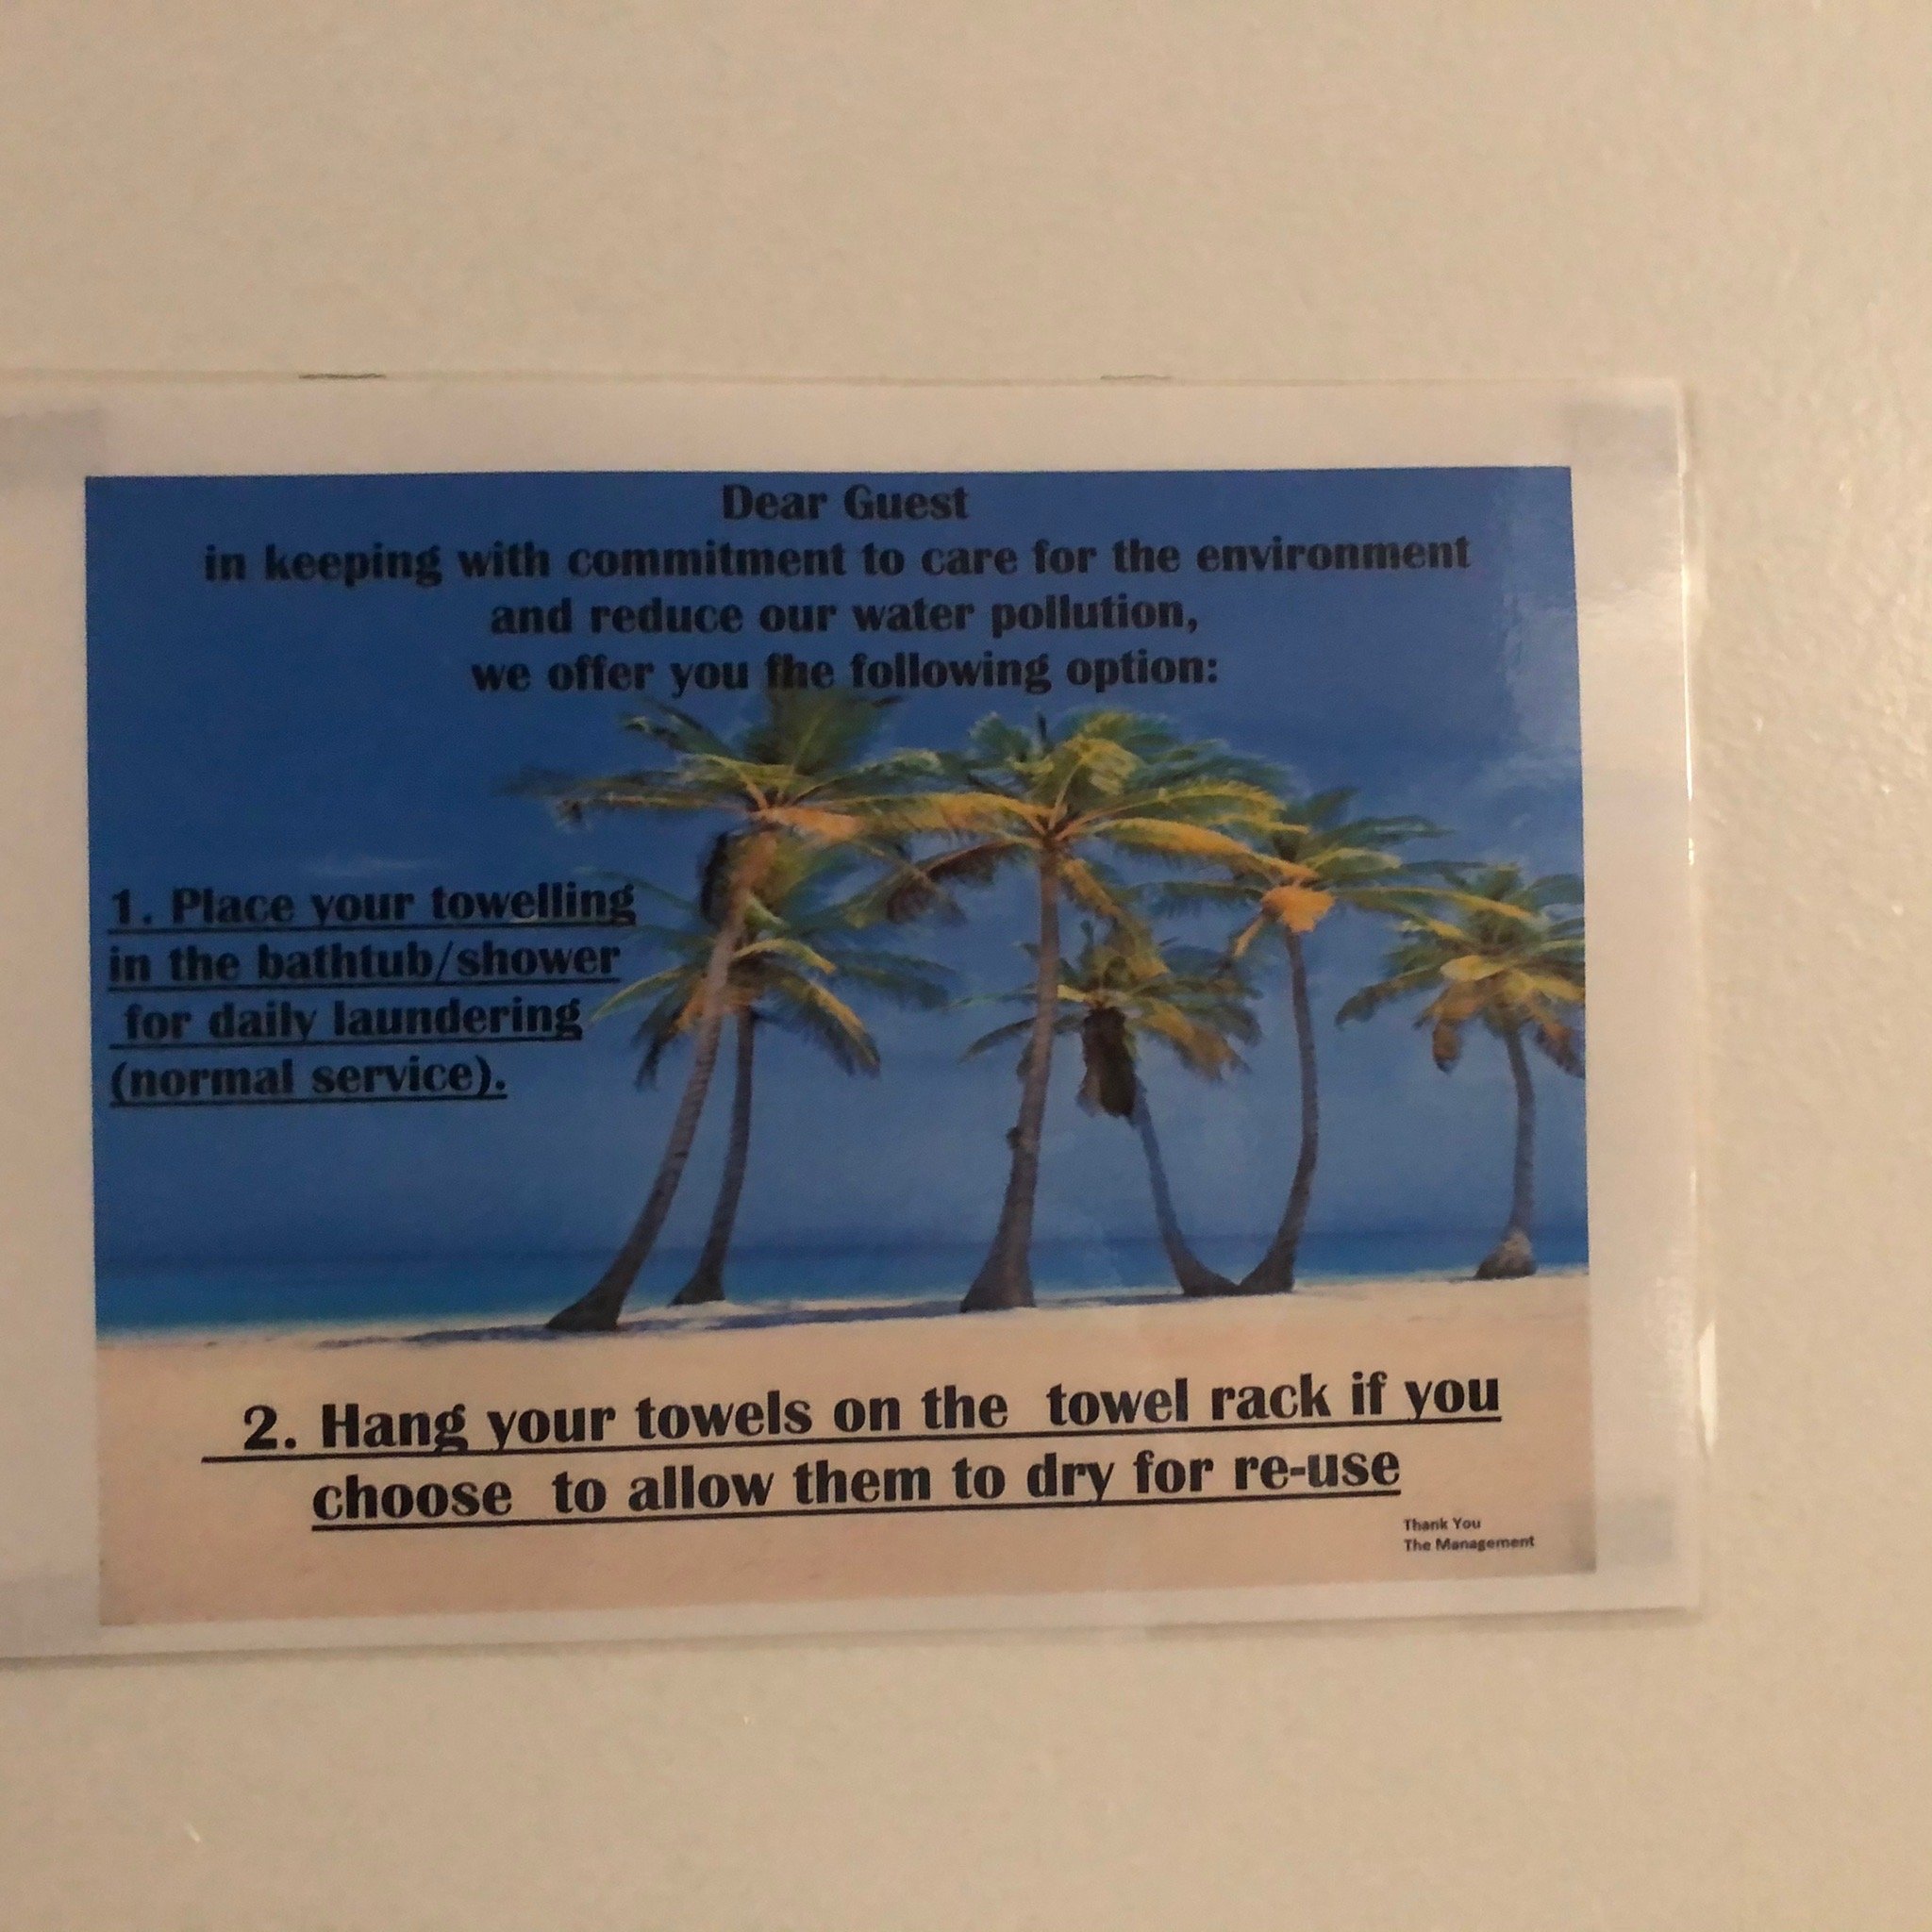 Dear Guest
in keeping with commitment to care for the environment
and reduce our water pollution,
we offer you fhe following option:
1. Place your towelling
in the bathtub/shower
for daily laundering
(normal service).
2. Hang your towels on the towel rack if you
choose to allow them to dry for re-use
Thank You
The Management